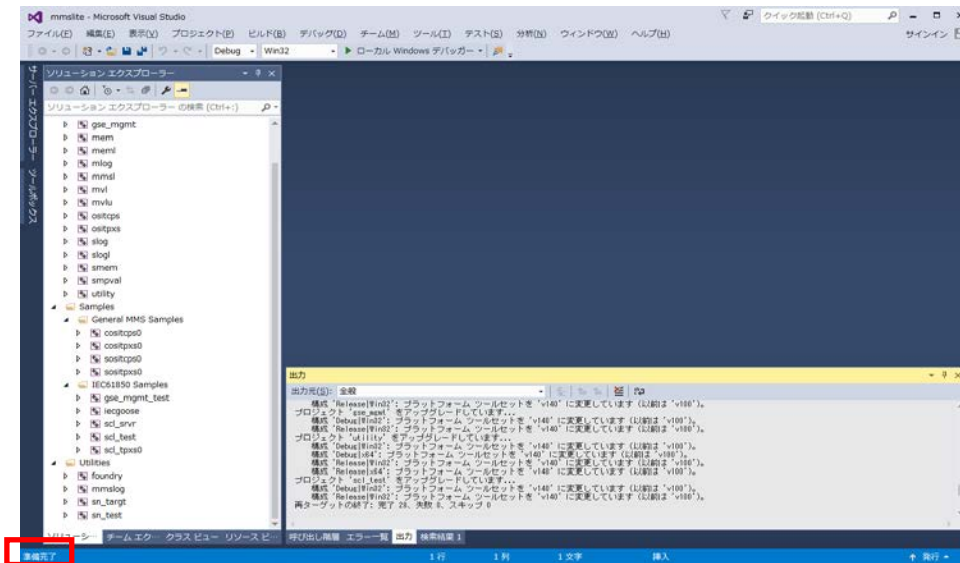 mmslite - Microsoft Visual Studio
クイック起動 (Ctrl+Q)
ファイル(F) 編集(E) 表示(V) プロジェクト(P) ビルド(B) デバッグ(D) チーム(M) ツール(T) テスト(S) 分析(N) ウィンドウ(W) ヘルプ(H)
サインイン
Debug Win32 ローカル Windows デバッガー
サーバー エクスプローラー ツールボックス
ソリューション エクスプローラー
ソリューション エクスプローラー の検索 (Ctrl+:)
gse_mgmt
mem
meml
mlog
mmsl
mvl
mvlu
ositcps
ositpxs
slog
slogl
smem
smpval
utility
Samples
General MMS Samples
cositcps0
cositpxs0
sositcps0
sositpxs0
IEC61850 Samples
gse_mgmt_test
iecgoose
scl_srvr
scl_test
scl_tpxs0
Utilities
foundry
mmslog
sn_targt
sn_test
ソリューシ… チーム エク… クラス ビュー リソース ビ…
出力
出力元(S): 全般
構成 'Release|Win32': プラットフォーム ツールセットを 'v140' に変更しています (以前は 'v100')。
プロジェクト 'gse_mgmt' をアップグレードしています...
構成 'Debug|Win32': プラットフォーム ツールセットを 'v140' に変更しています (以前は 'v100')。
構成 'Release|Win32': プラットフォーム ツールセットを 'v140' に変更しています (以前は 'v100')。
プロジェクト 'utility' をアップグレードしています...
構成 'Debug|Win32': プラットフォーム ツールセットを 'v140' に変更しています (以前は 'v100')。
構成 'Debug|x64': プラットフォーム ツールセットを 'v140' に変更しています (以前は 'v100')。
構成 'Release|Win32': プラットフォーム ツールセットを 'v140' に変更しています (以前は 'v100')。
構成 'Release|x64': プラットフォーム ツールセットを 'v140' に変更しています (以前は 'v100')。
プロジェクト 'scl_test' をアップグレードしています...
構成 'Debug|Win32': プラットフォーム ツールセットを 'v140' に変更しています (以前は 'v100')。
構成 'Release|Win32': プラットフォーム ツールセットを 'v140' に変更しています (以前は 'v100')。
再ターゲットの終了: 完了 28、失敗 0、スキップ 0
呼び出し階層 エラー一覧 出力 検索結果 1
準備完了 1 行 1 列 1 文字 挿入 発行